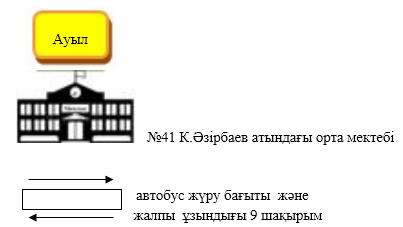 Ауыл
№41 К.Әзірбаев атындағы орта мектебі
автобус жүру бағыты және
жалпы ұзындығы 9 шақырым